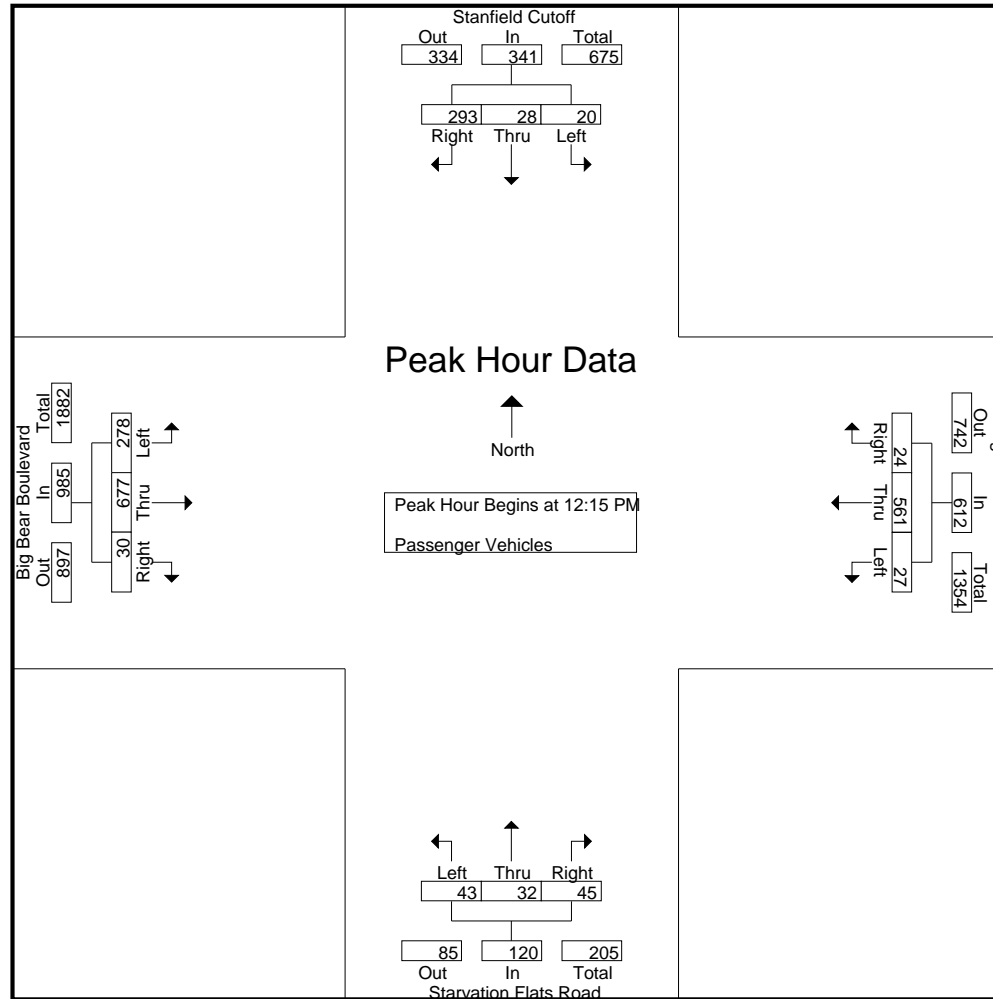 Stanfield Cutoff
Out In Total
334 341 675
293 28 20
Right Thru Left
Peak Hour Data
North
Peak Hour Begins at 12:15 PM
Passenger Vehicles
Big Bear Boulevard
Out In Total
897 985 1882
278 677 30
Left Thru Right
Out In Total
742 612 1354
24 561 27
Right Thru Left
Left Thru Right
43 32 45
85 120 205
Out In Total
Starvation Flats Road